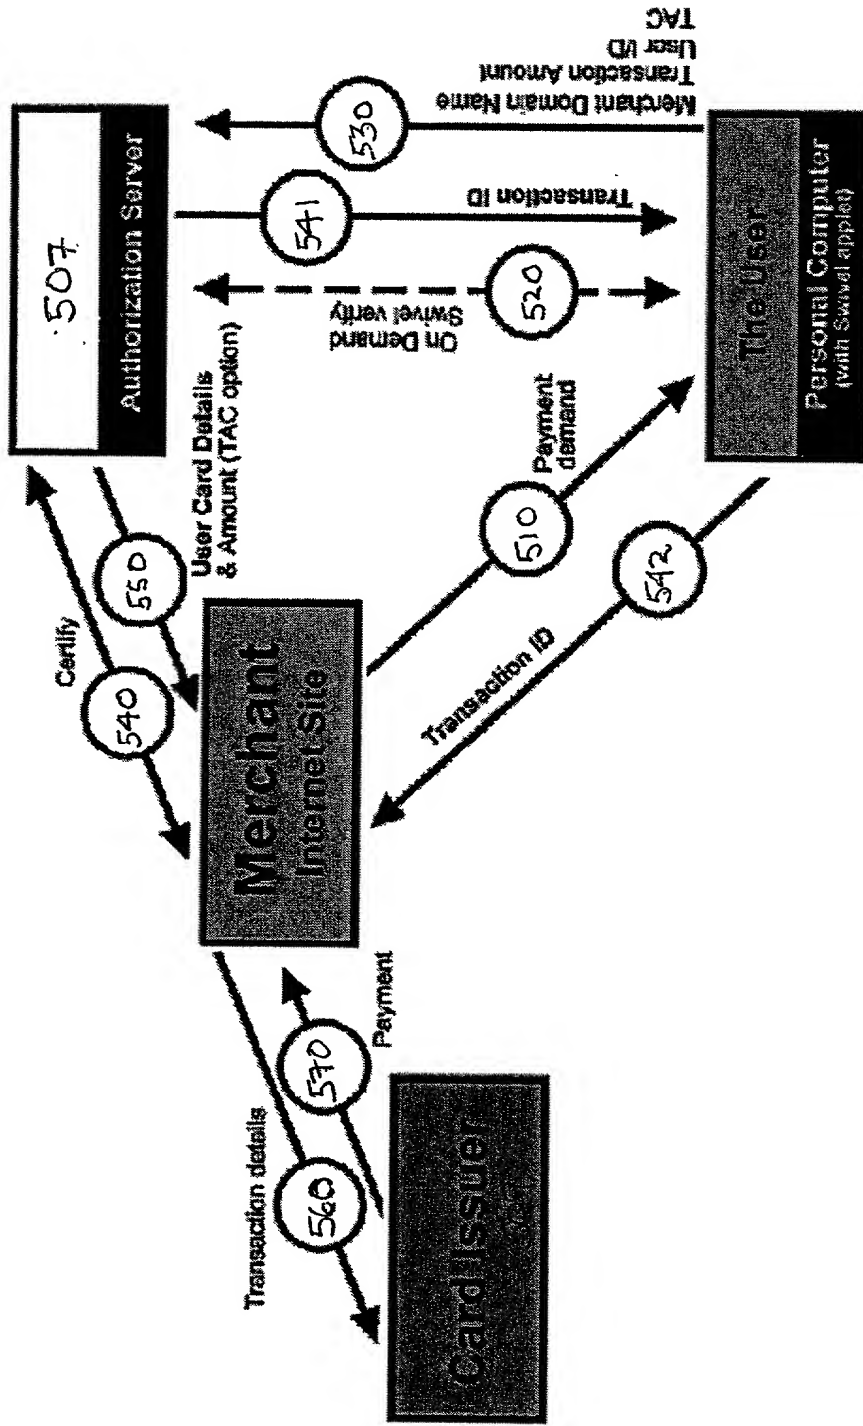 TAC
User I/D
Transaction Amount
Merchant Domain Name
530
541
Transaction ID
507
Authorization Server
520
On Demand
Swivel verify
The User
Personal Computer
(with Swivel applet)
User Card Details
& Amount (TAC option)
550
Certify
540
Payment
demand
510
542
Transaction ID
Merchant
Internet Site
Transaction details
560
570
Payment
Card Issuer